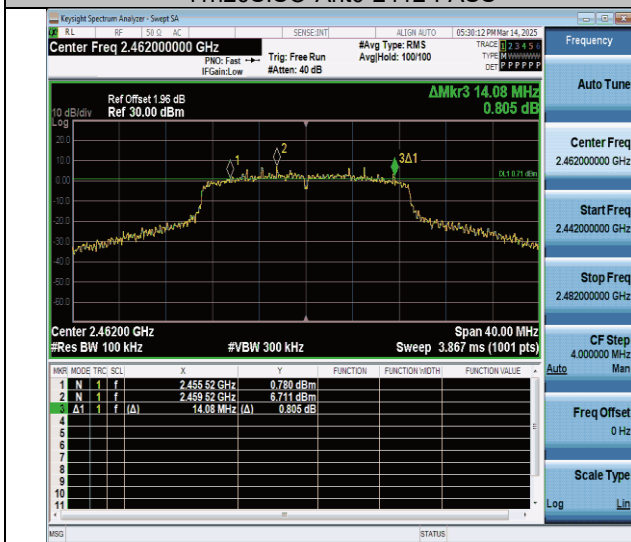 Keysight Spectrum Analyzer - Swept SA
RL RF 50 Ω AC SENSE:INT ALIGN AUTO 05:30:12 PM Mar 14, 2025
Center Freq 2.462000000 GHz
PNO: Fast Trig: Free Run
IFGain:Low #Atten: 40 dB
#Avg Type: RMS
Avg|Hold: 100/100
TRACE 1 2 3 4 5 6
TYPE MWWWWW
DET P P P P P P
Ref Offset 1.96 dB
10 dB/div Ref 30.00 dBm
Log
ΔMkr3 14.08 MHz
0.805 dB
20.0
10.0
0.00
-10.0
-20.0
-30.0
-40.0
-50.0
-60.0
1
2
3Δ1
DL1 0.71 dBm
Center 2.46200 GHz Span 40.00 MHz
#Res BW 100 kHz #VBW 300 kHz Sweep 3.867 ms (1001 pts)
MKR MODE TRC SCL X Y FUNCTION FUNCTION WIDTH FUNCTION VALUE
1 N 1 f 2.455 52 GHz 0.780 dBm
2 N 1 f 2.459 52 GHz 6.711 dBm
3 Δ1 1 f (Δ) 14.08 MHz (Δ) 0.805 dB
4
5
6
7
8
9
10
11
MSG STATUS
Frequency
Auto Tune
Center Freq
2.462000000 GHz
Start Freq
2.442000000 GHz
Stop Freq
2.482000000 GHz
CF Step
4.000000 MHz
Auto Man
Freq Offset
0 Hz
Scale Type
Log Lin